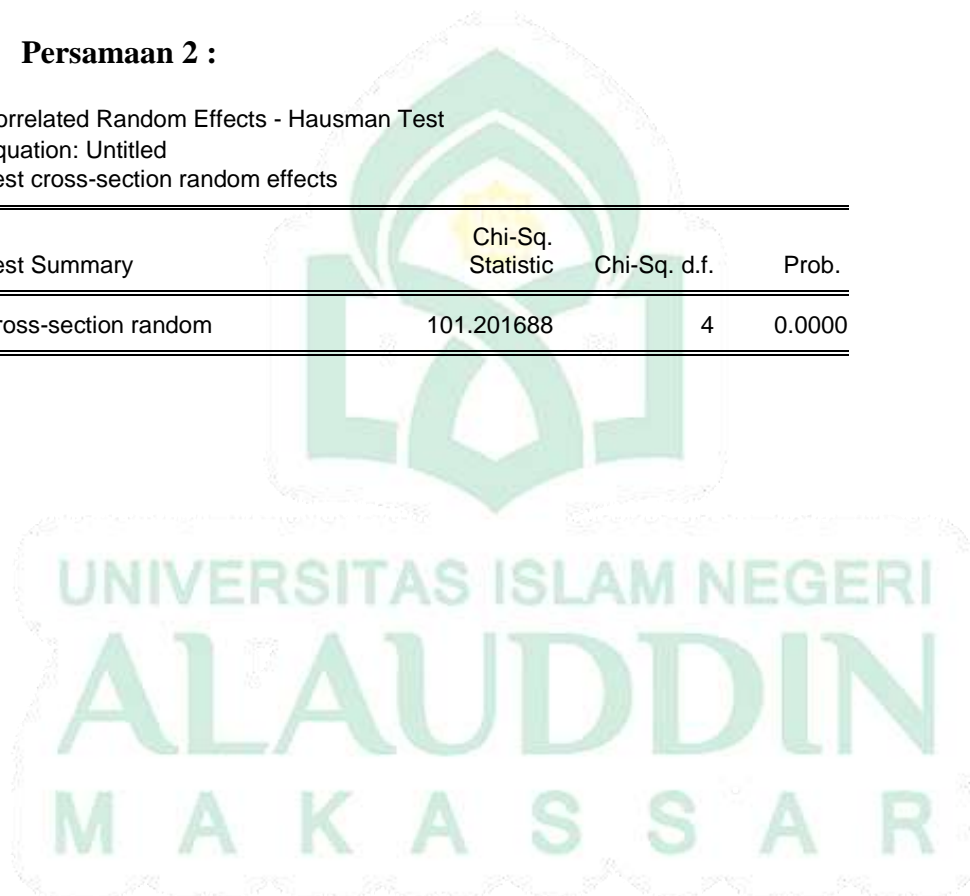 Persamaan 2 :
orrelated Random Effects - Hausman Test
quation: Untitled
est cross-section random effects
Chi-Sq.
est Summary Statistic Chi-Sq. d.f. Prob.
ross-section random 101.201688 4 0.0000
UNIVERSITAS ISLAM NEGERI
ALAUDDIN
MAKASSAR